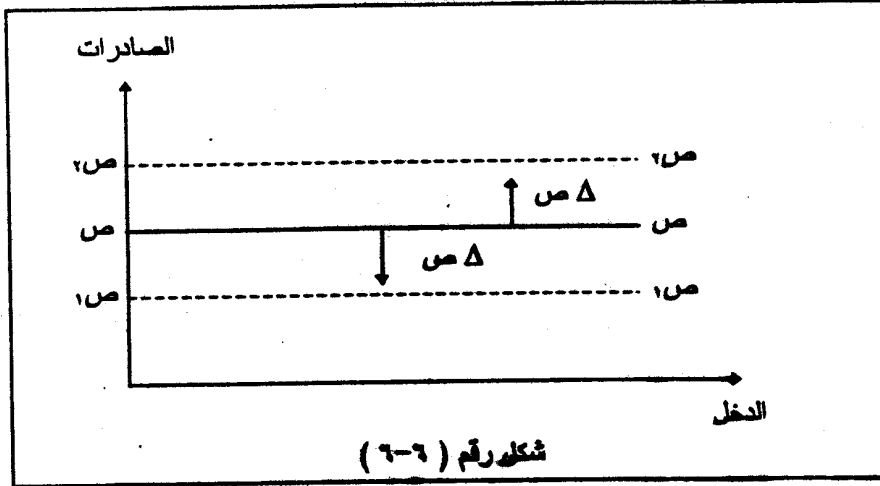 الصادرات
ص٢ ص٢
Δ ص
ص ص
Δ ص
ص١ ص١
الدخل
شكل رقم ( ٦-٦ )